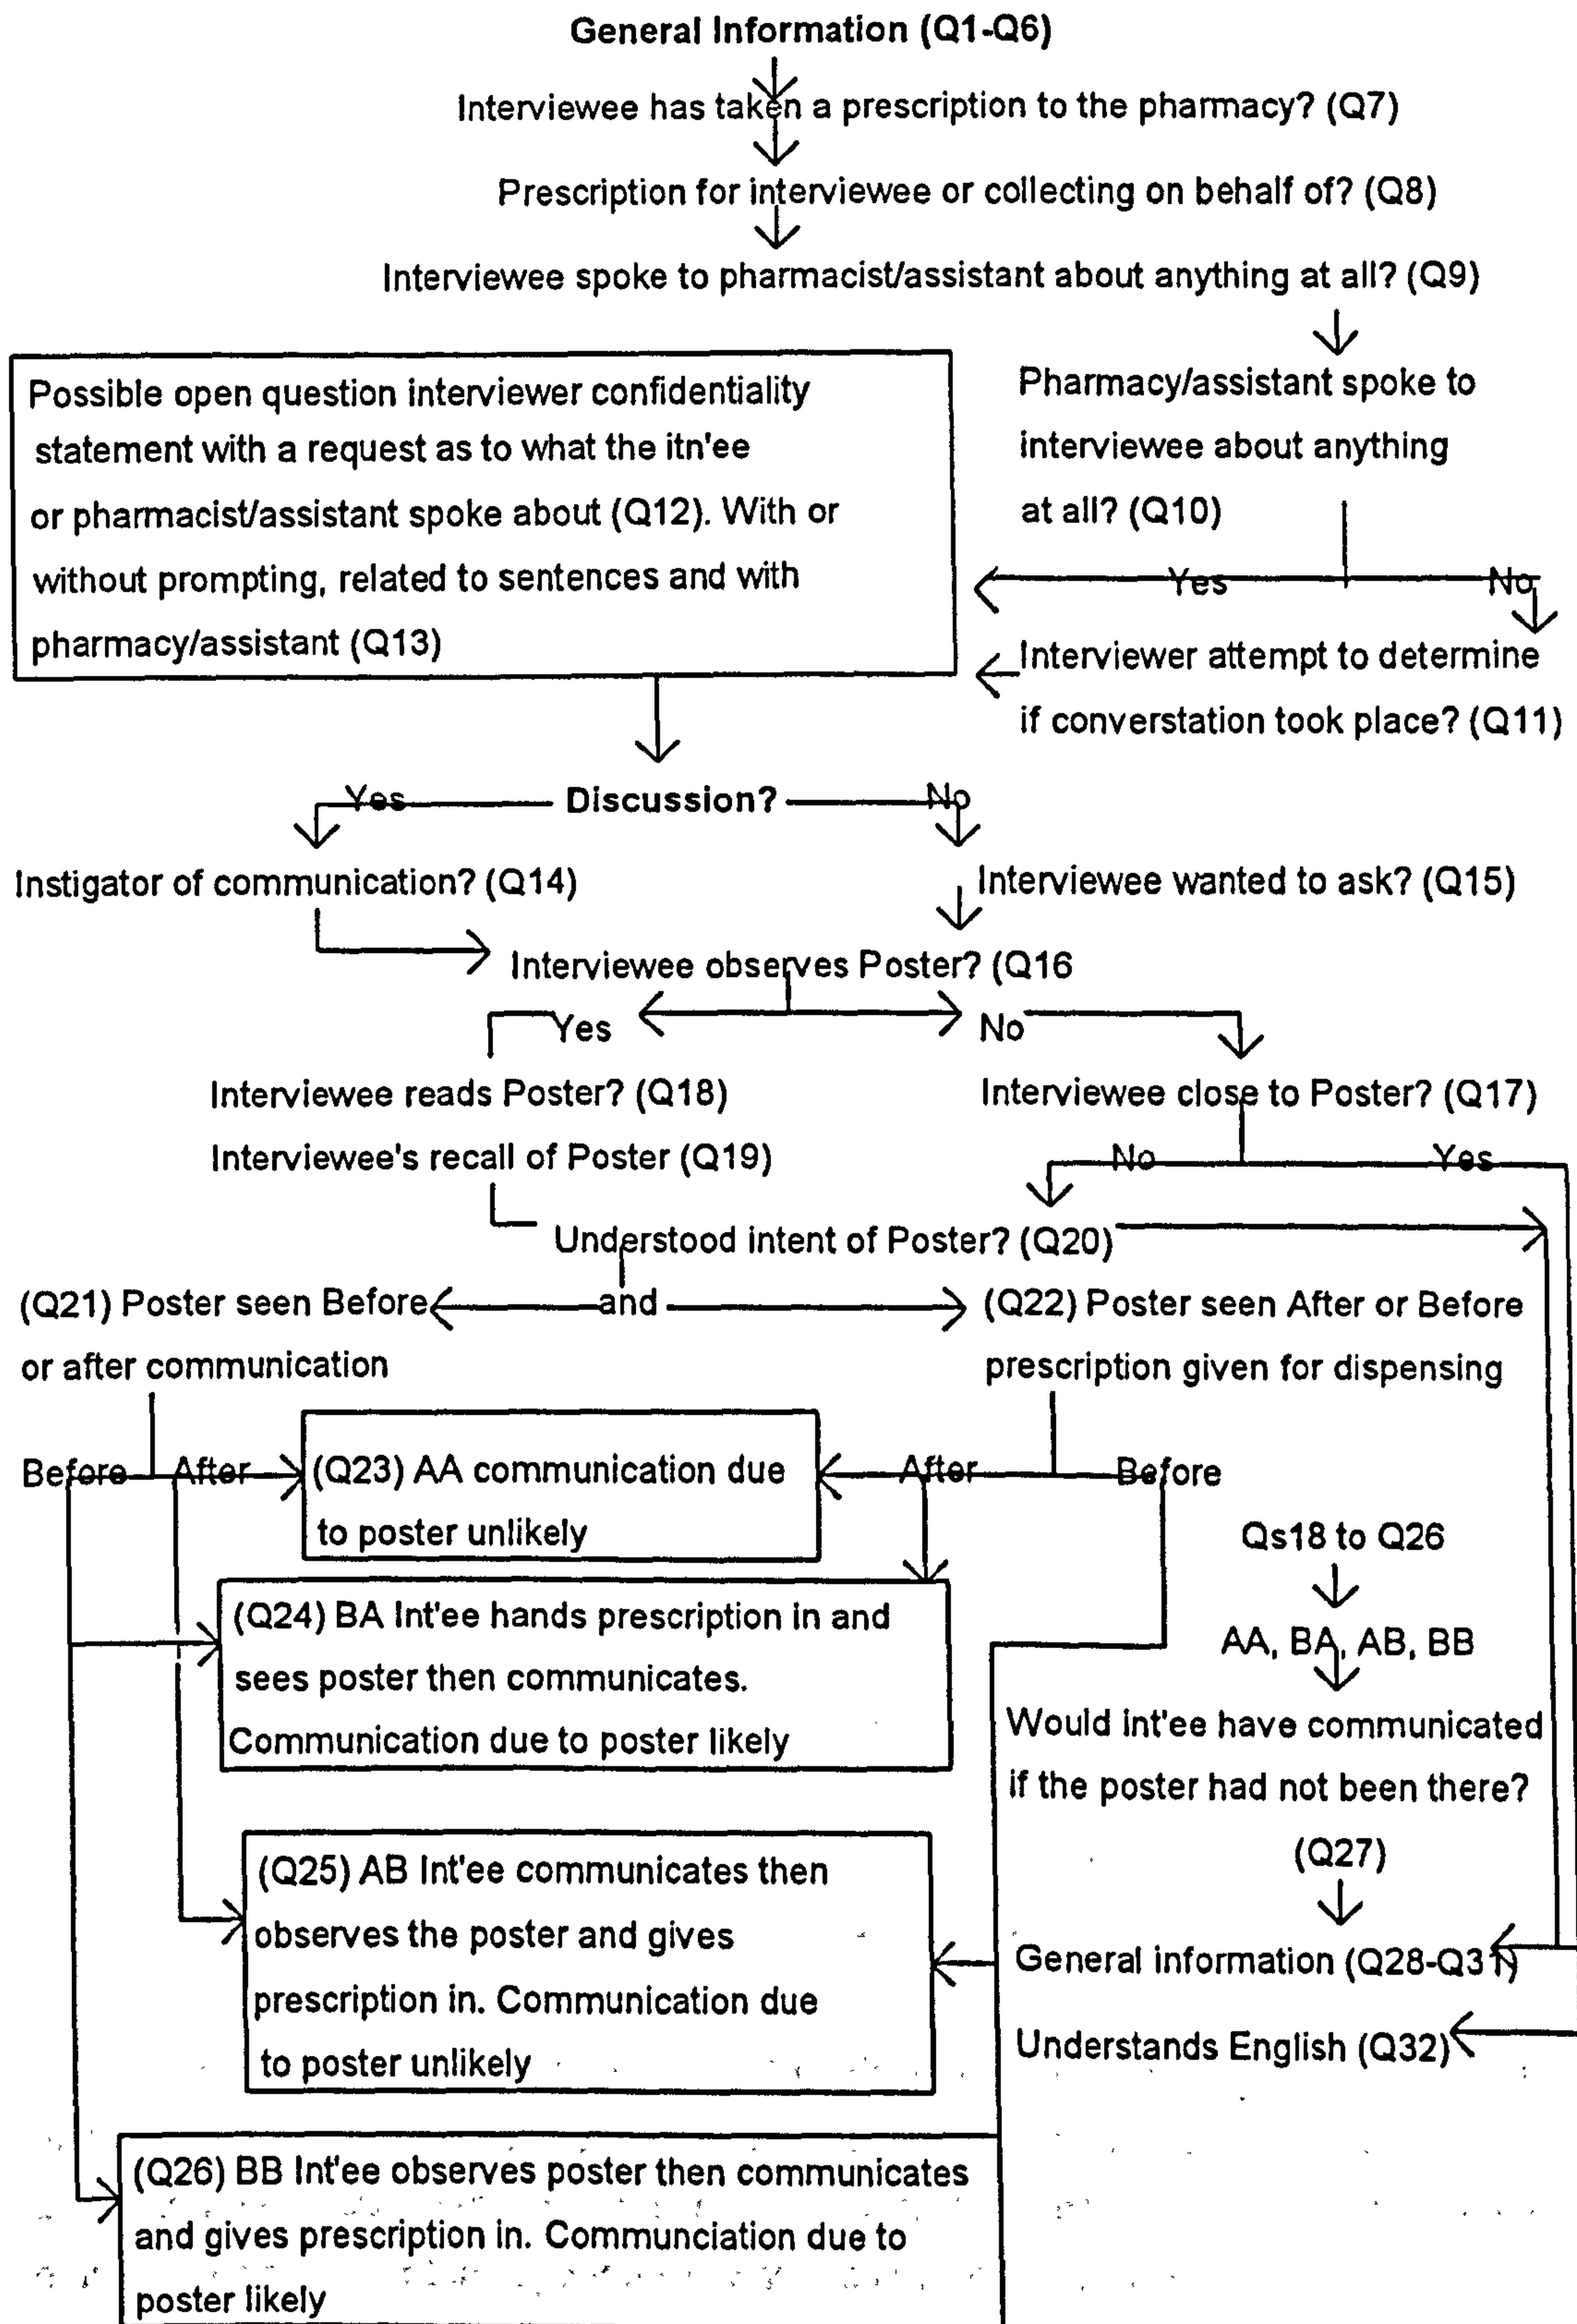 General Information (Q1-Q6)
Interviewee has taken a prescription to the pharmacy? (Q7)
Prescription for interviewee or collecting on behalf of? (Q8)
Interviewee spoke to pharmacist/assistant about anything at all? (Q9)
Possible open question interviewer confidentiality
statement with a request as to what the itn'ee
or pharmacist/assistant spoke about (Q12). With or
without prompting, related to sentences and with
pharmacy/assistant (Q13)
Pharmacy/assistant spoke to
interviewee about anything
at all? (Q10)
Yes No
Interviewer attempt to determine
if converstation took place? (Q11)
Yes Discussion? No
Instigator of communication? (Q14)
Interviewee wanted to ask? (Q15)
Interviewee observes Poster? (Q16
Yes No
Interviewee reads Poster? (Q18)
Interviewee's recall of Poster (Q19)
Interviewee close to Poster? (Q17)
No Yes
Understood intent of Poster? (Q20)
(Q21) Poster seen Before
or after communication
and
(Q22) Poster seen After or Before
prescription given for dispensing
Before After
(Q23) AA communication due
to poster unlikely
After Before
(Q24) BA Int'ee hands prescription in and
sees poster then communicates.
Communication due to poster likely
(Q25) AB Int'ee communicates then
observes the poster and gives
prescription in. Communication due
to poster unlikely
(Q26) BB Int'ee observes poster then communicates
and gives prescription in. Communciation due to
poster likely
Qs18 to Q26
AA, BA, AB, BB
Would Int'ee have communicated
if the poster had not been there?
(Q27)
General information (Q28-Q31)
Understands English (Q32)